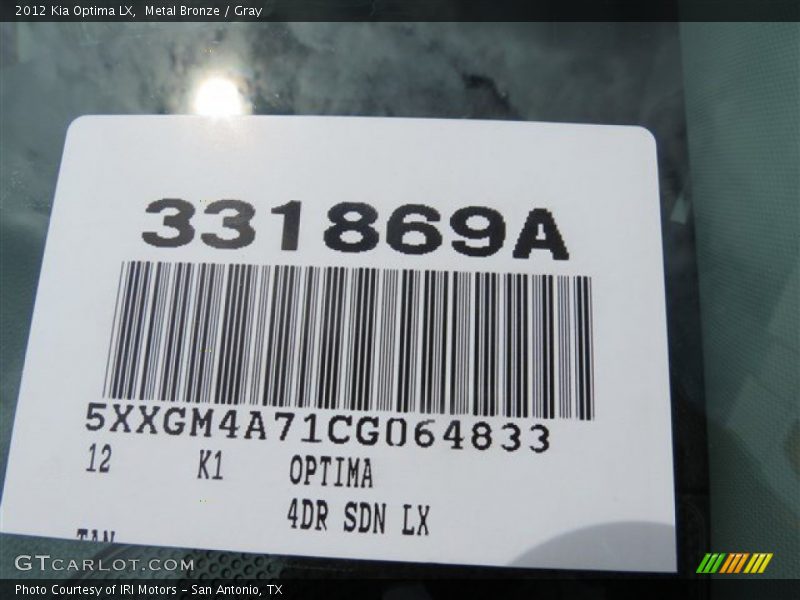 2012 Kia Optima LX, Metal Bronze / Gray
331869A
5XXGM4A71CG064833
12 K1 OPTIMA
4DR SDN LX
TAN
GTCARLOT.COM
Photo Courtesy of IRI Motors - San Antonio, TX